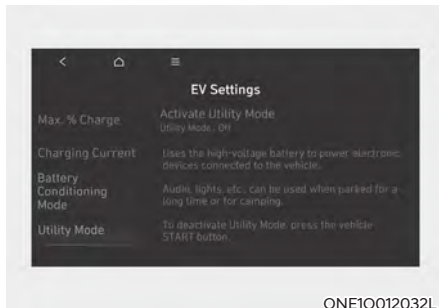 EV Settings
Max. % Charge
Charging Current
Battery
Conditioning
Mode
Utility Mode
Activate Utility Mode
Utility Mode : Off
Uses the high-voltage battery to power electronic
devices connected to the vehicle.
Audio, lights, etc. can be used when parked for a
long time or for camping.
To deactivate Utility Mode, press the vehicle
START button.
ONE1Q012032L